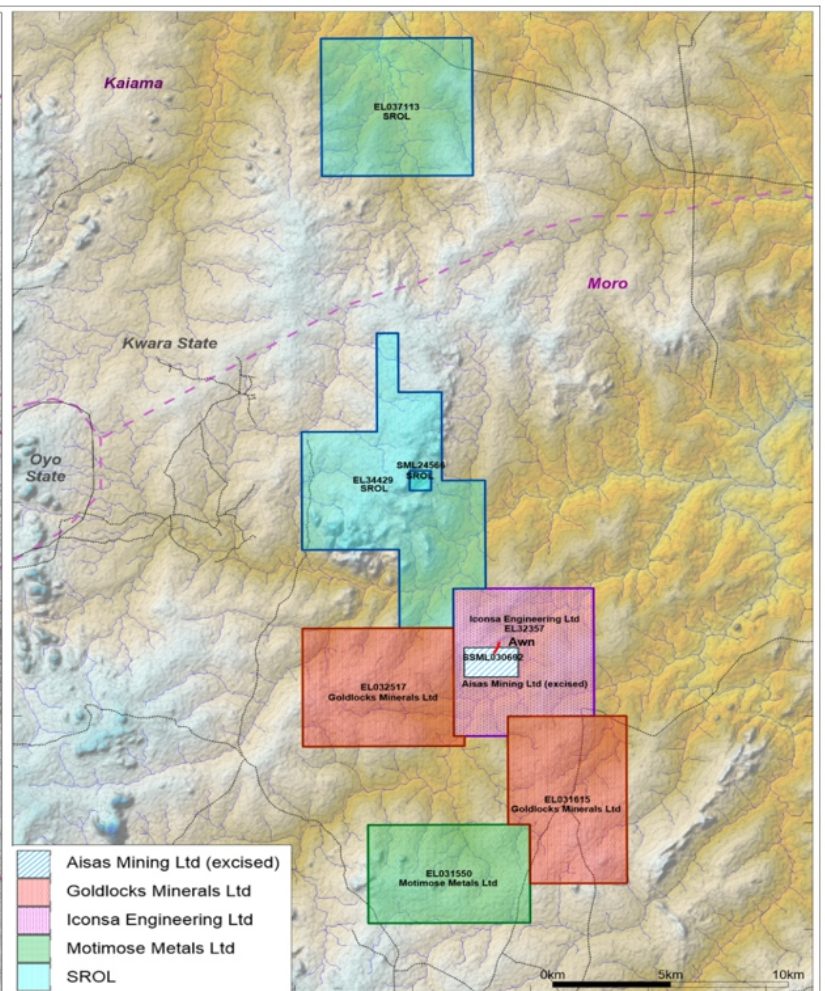 Kaiama
EL037113
SROL
Moro
Kwara State
Oyo
State
SML24566
SROL
EL34429
SROL
Iconsa Engineering Ltd
EL32357
Awn
SSML030692
Aisas Mining Ltd (excised)
EL032517
Goldlocks Minerals Ltd
EL031615
Goldlocks Minerals Ltd
EL031550
Motimose Metals Ltd
Aisas Mining Ltd (excised)
Goldlocks Minerals Ltd
Iconsa Engineering Ltd
Motimose Metals Ltd
SROL
0km 5km 10km